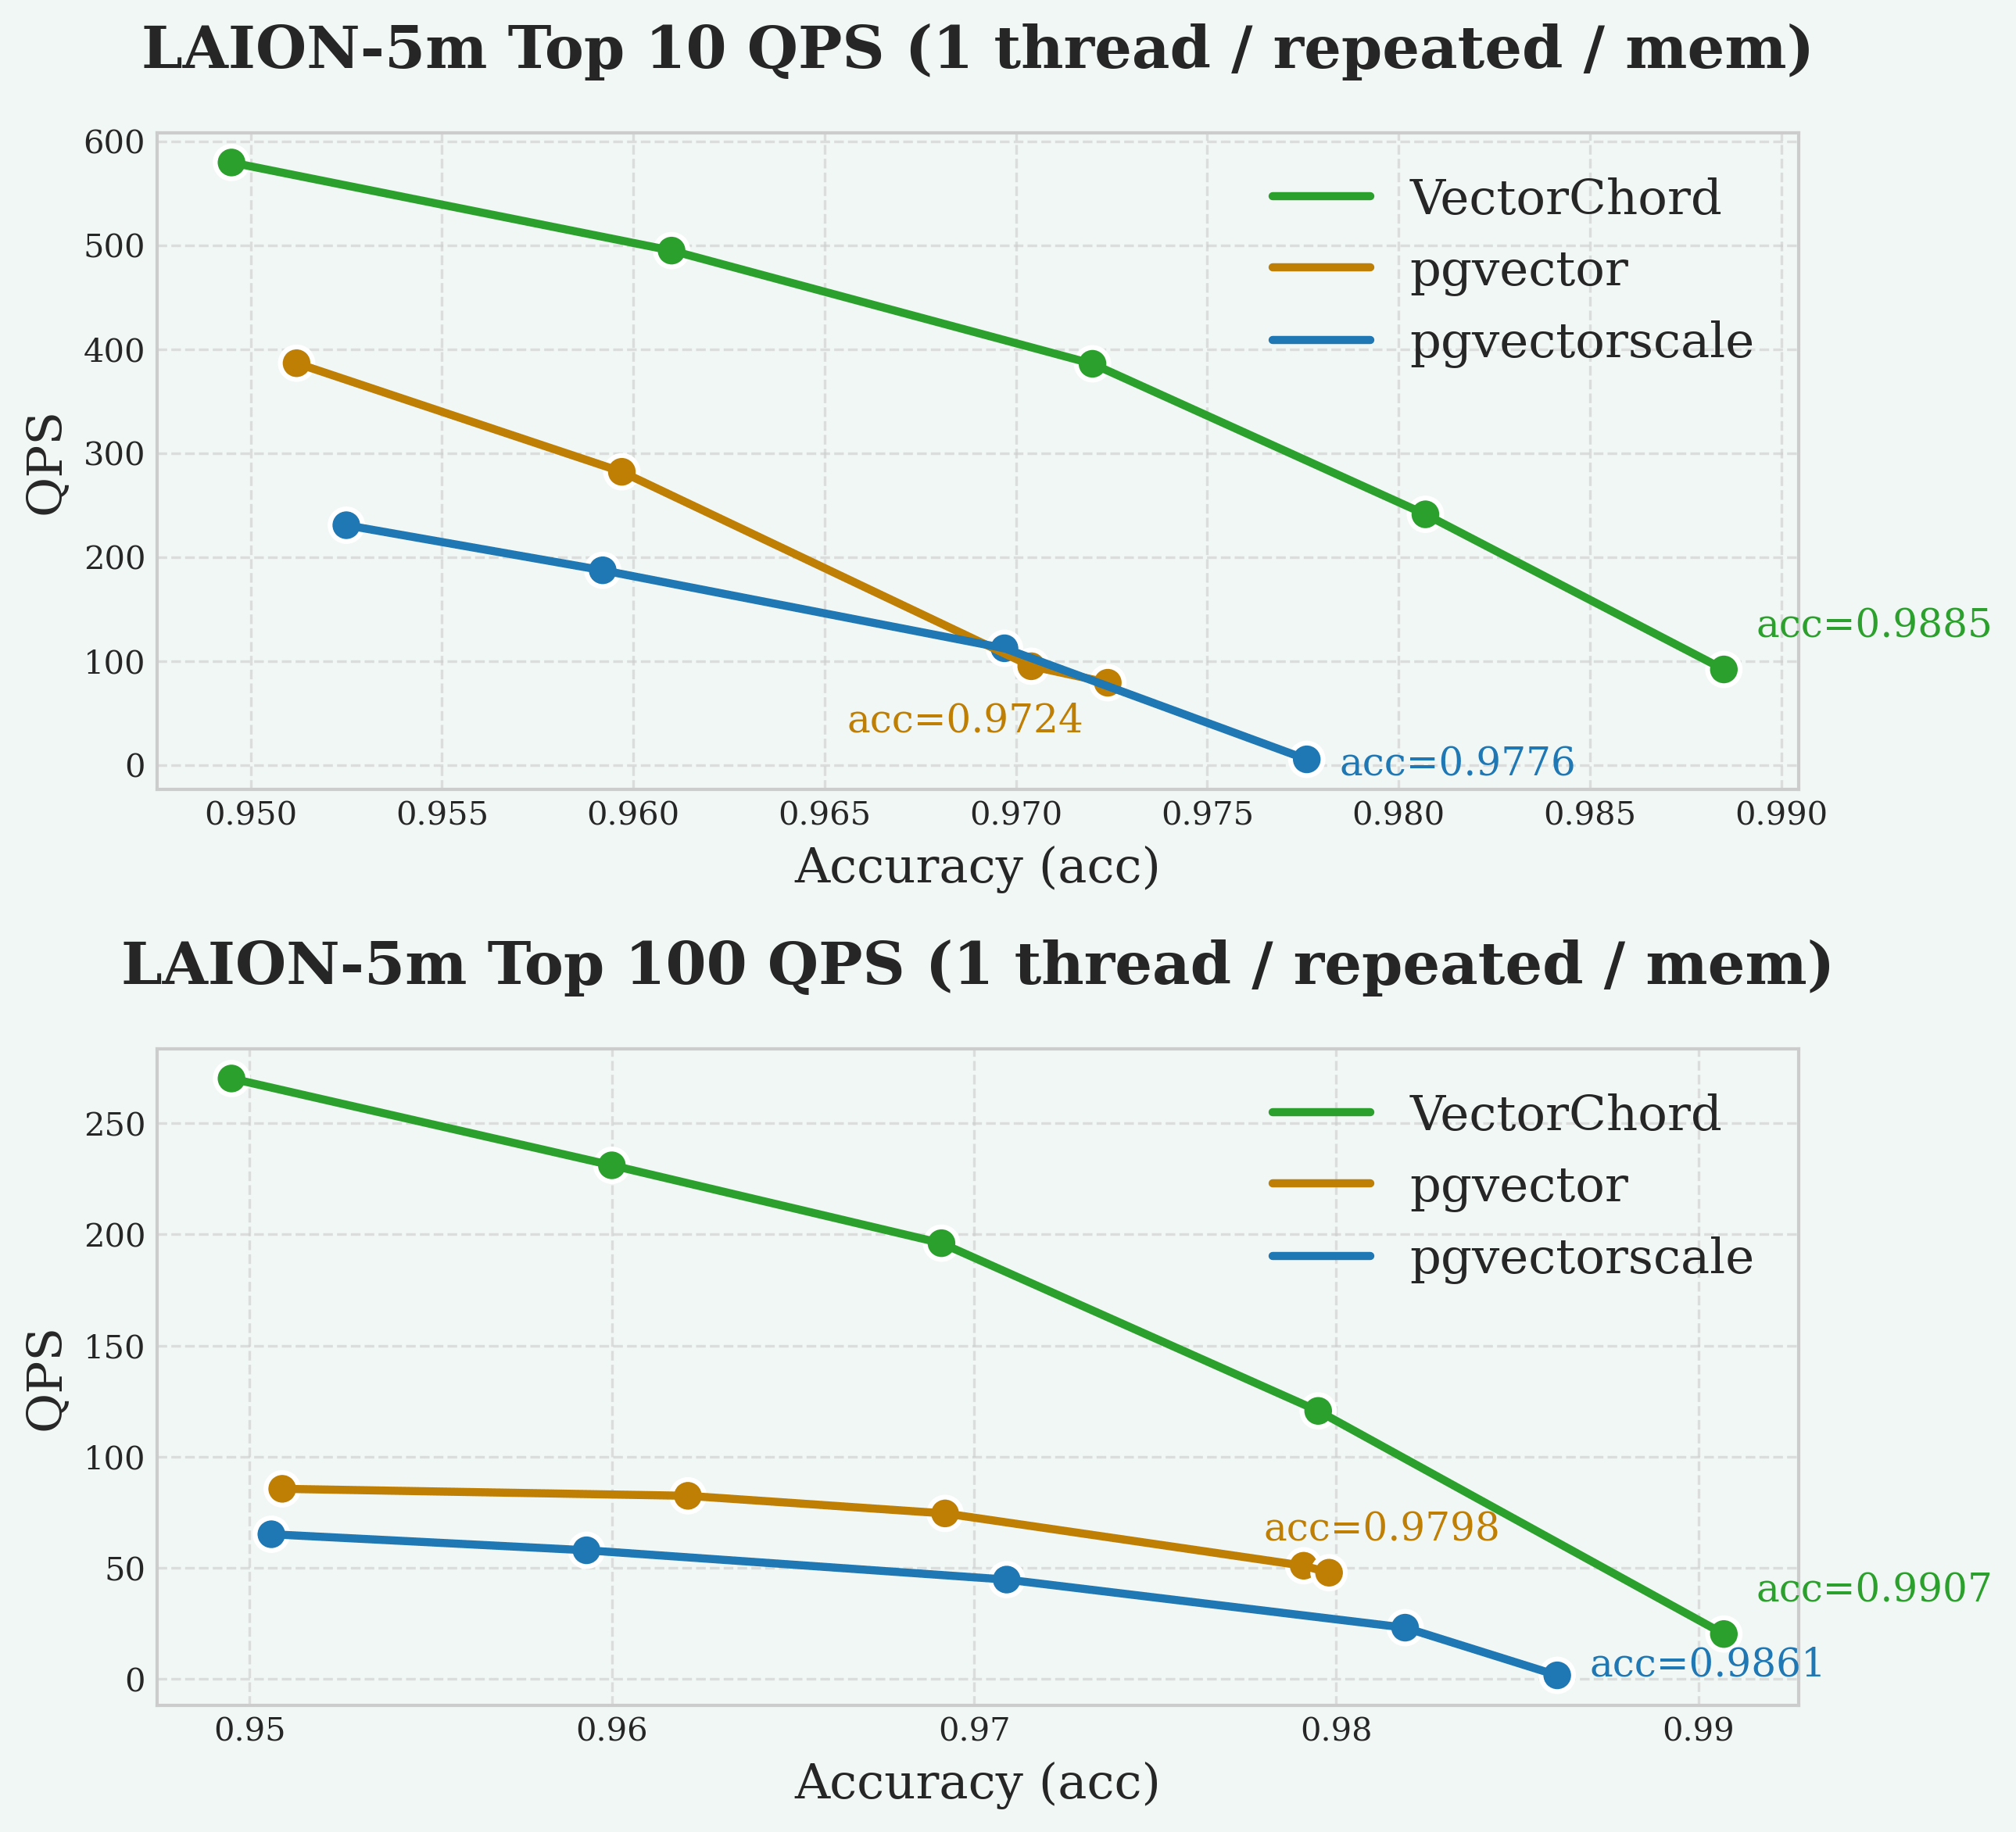 LAION-5m Top 10 QPS (1 thread / repeated / mem)
600
500
400
300
200
100
0
QPS
VectorChord
pgvector
pgvectorscale
acc=0.9885
acc=0.9724
acc=0.9776
0.950 0.955 0.960 0.965 0.970 0.975 0.980 0.985 0.990
Accuracy (acc)
LAION-5m Top 100 QPS (1 thread / repeated / mem)
250
200
150
100
50
0
QPS
VectorChord
pgvector
pgvectorscale
acc=0.9798
acc=0.9907
acc=0.9861
0.95 0.96 0.97 0.98 0.99
Accuracy (acc)